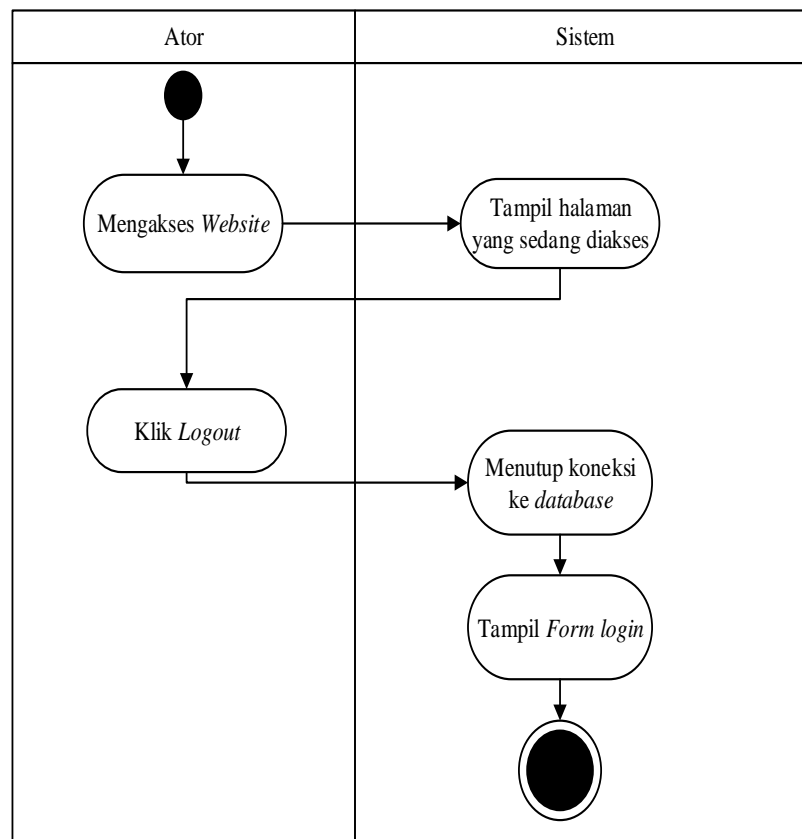 Ator
Sistem
Mengakses Website
Tampil halaman
yang sedang diakses
Klik Logout
Menutup koneksi
ke database
Tampil Form login